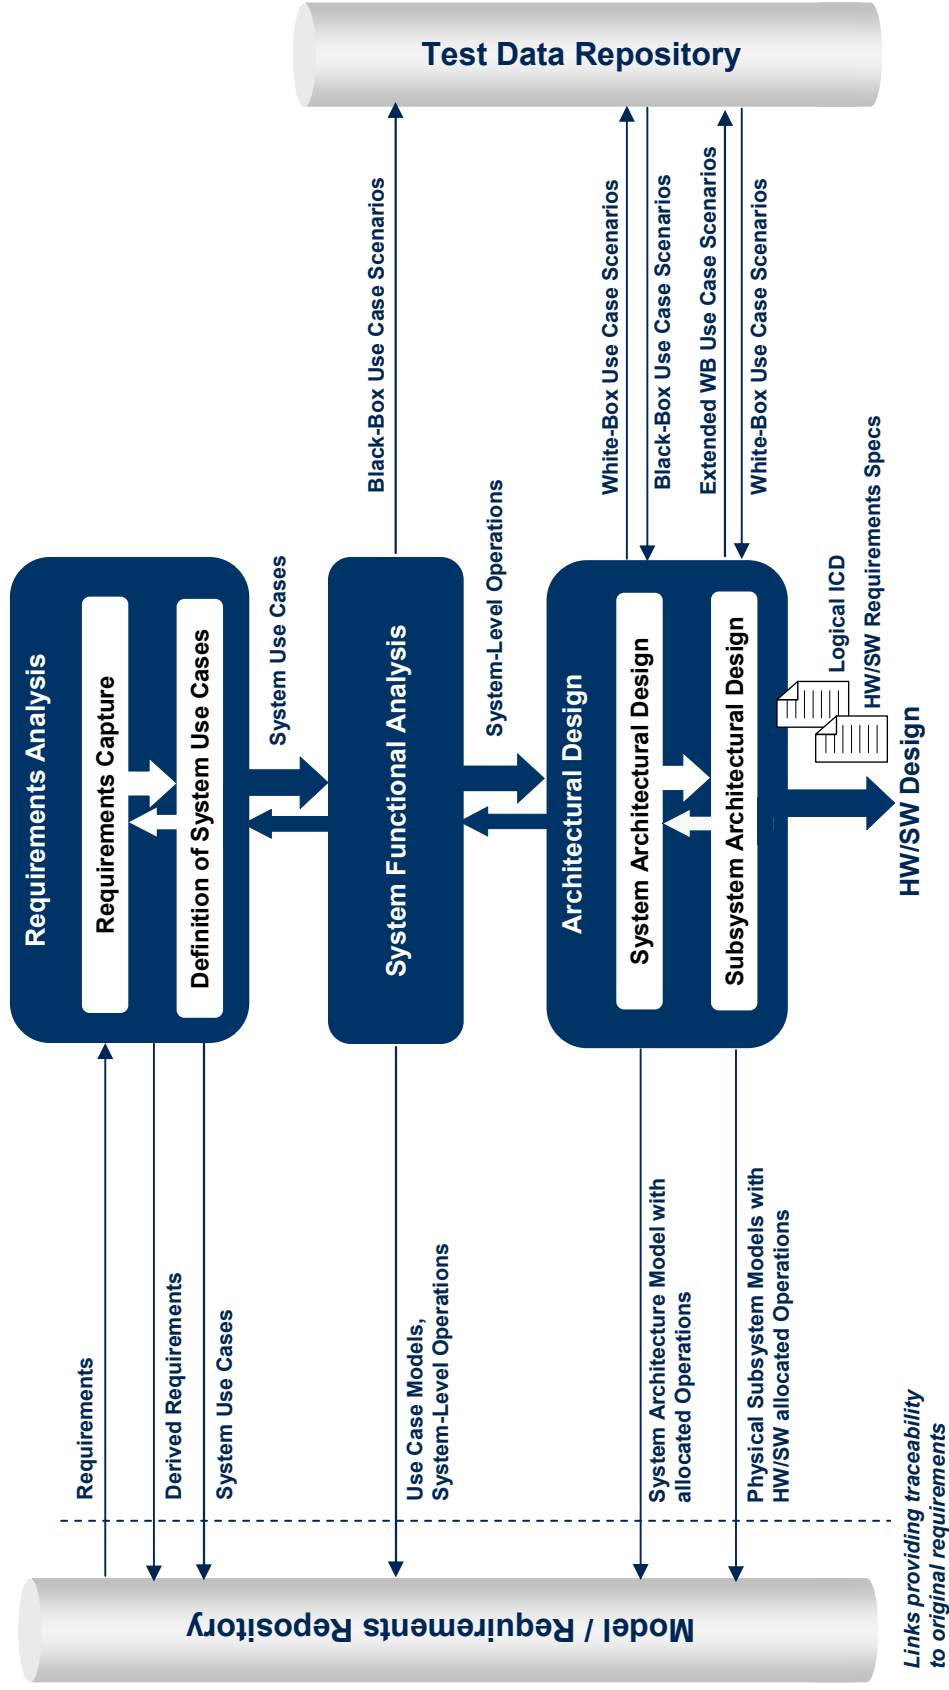 Model / Requirements Repository
Requirements
Derived Requirements
System Use Cases
Use Case Models,
System-Level Operations
System Architecture Model with
allocated Operations
Physical Subsystem Models with
HW/SW allocated Operations
Links providing traceability
to original requirements
Requirements Analysis
Requirements Capture
Definition of System Use Cases
System Use Cases
System Functional Analysis
System-Level Operations
Architectural Design
System Architectural Design
Subsystem Architectural Design
Logical ICD
HW/SW Requirements Specs
HW/SW Design
Black-Box Use Case Scenarios
White-Box Use Case Scenarios
Black-Box Use Case Scenarios
Extended WB Use Case Scenarios
White-Box Use Case Scenarios
Test Data Repository